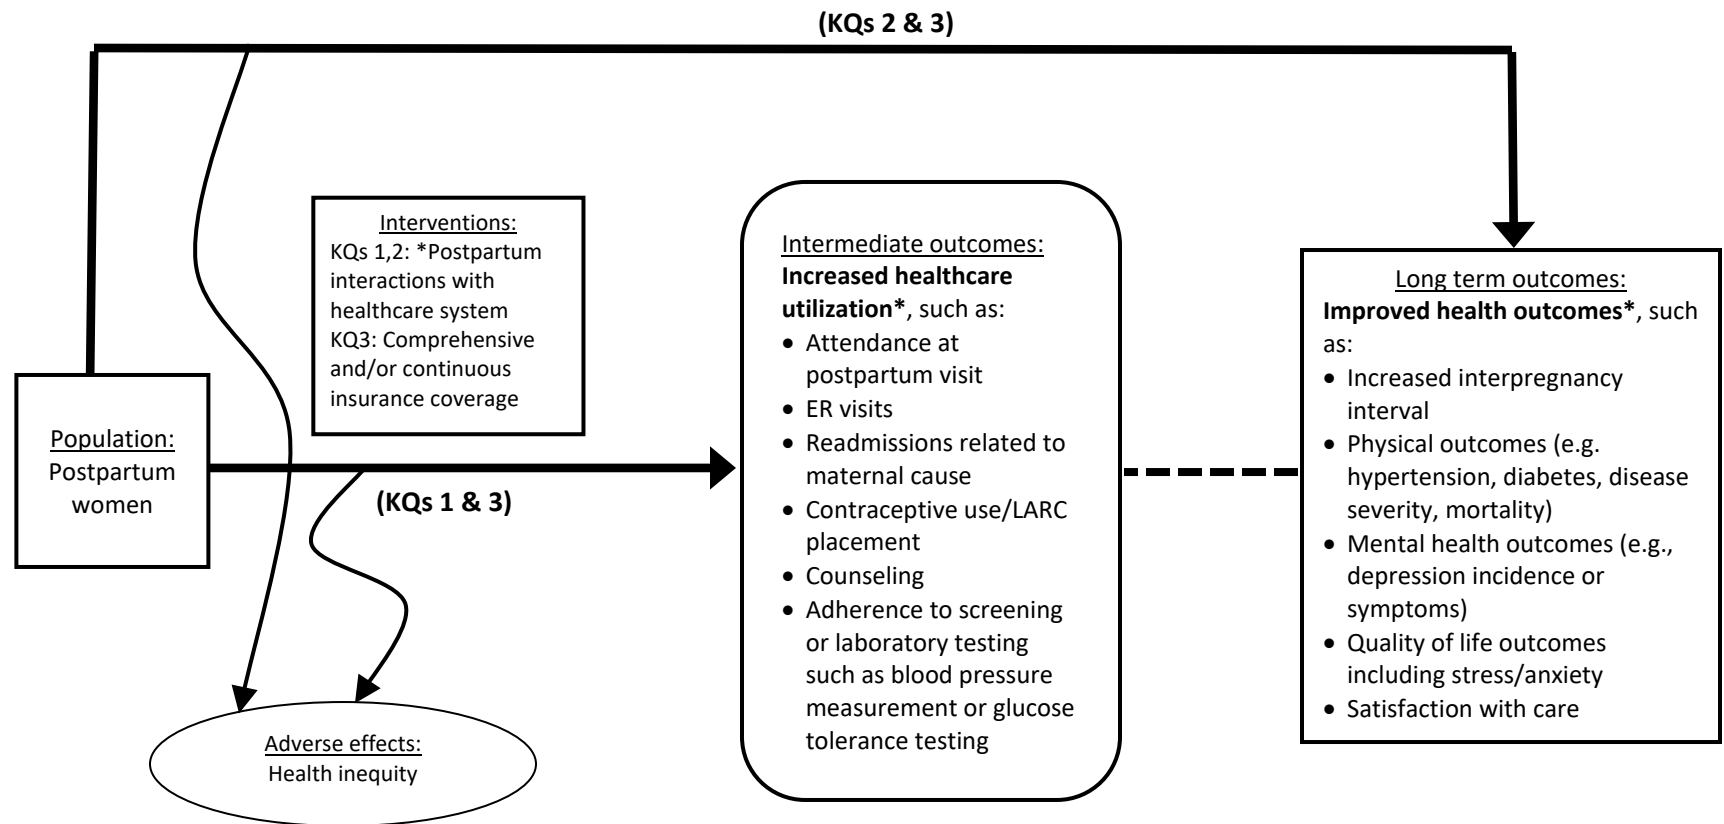 (KQs 2 & 3)
Interventions:
KQs 1,2: *Postpartum
interactions with
healthcare system
KQ3: Comprehensive
and/or continuous
insurance coverage
Population:
Postpartum
women
(KQs 1 & 3)
Adverse effects:
Health inequity
Intermediate outcomes:
Increased healthcare
utilization*, such as:
• Attendance at
postpartum visit
• ER visits
• Readmissions related to
maternal cause
• Contraceptive use/LARC
placement
• Counseling
• Adherence to screening
or laboratory testing
such as blood pressure
measurement or glucose
tolerance testing
Long term outcomes:
Improved health outcomes*, such
as:
• Increased interpregnancy
interval
• Physical outcomes (e.g.
hypertension, diabetes, disease
severity, mortality)
• Mental health outcomes (e.g.,
depression incidence or
symptoms)
• Quality of life outcomes
including stress/anxiety
• Satisfaction with care